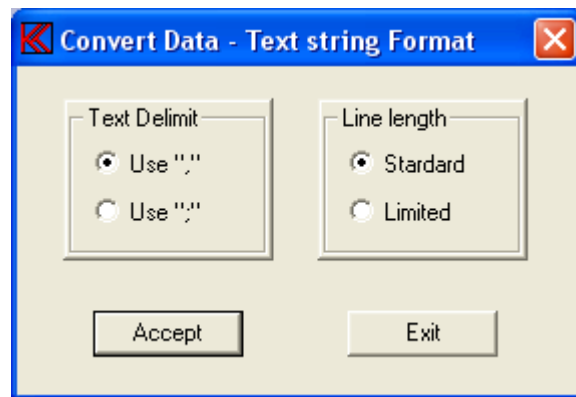 Convert Data - Text string Format
Text Delimit
Use ","
Use ";"
Line length
Stardard
Limited
Accept
Exit